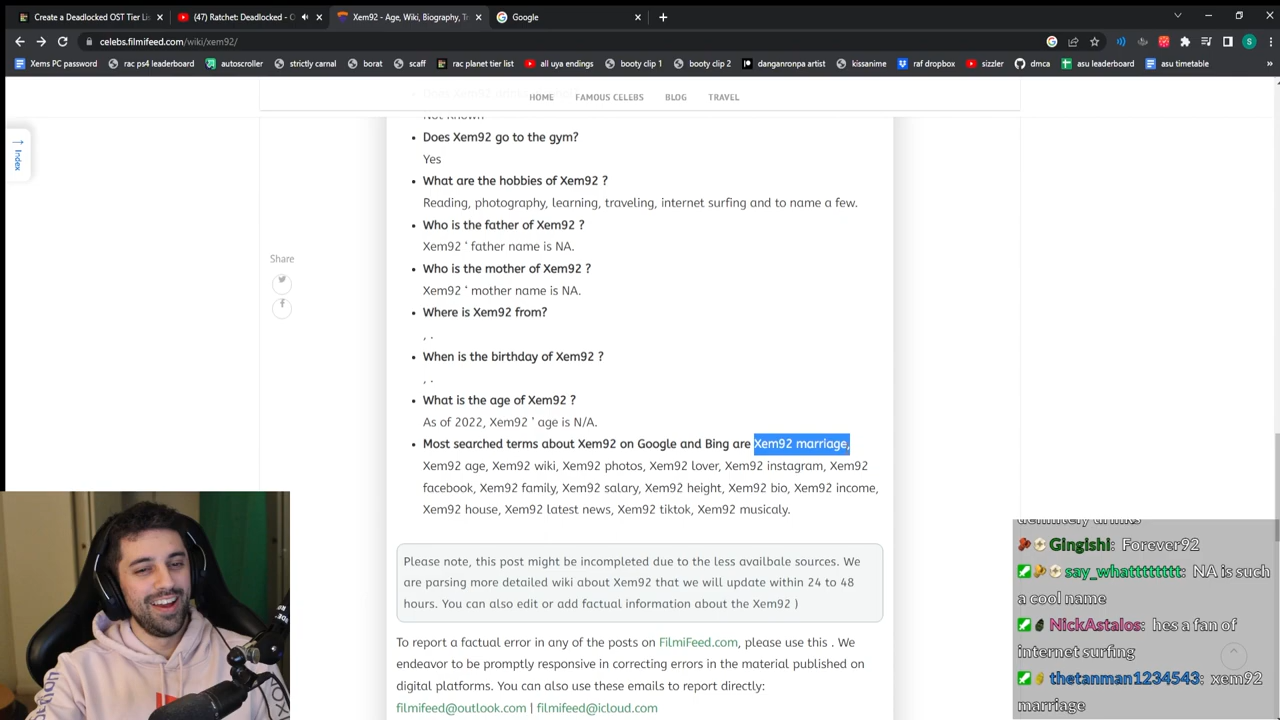 Create a Deadlocked OST Tier Lis
(47) Ratchet: Deadlocked - O
Xem92 - Age, Wiki, Biography, Tr
Google
celebs.filmifeed.com/wiki/xem92/
S
Xems PC password
rac ps4 leaderboard
autoscroller
strictly carnal
borat
scaff
rac planet tier list
all uya endings
booty clip 1
booty clip 2
danganronpa artist
kissanime
raf dropbox
sizzler
dmca
asu leaderboard
asu timetable
»
HOME FAMOUS CELEBS BLOG TRAVEL
Index
Not Known
• Does Xem92 go to the gym?
Yes
• What are the hobbies of Xem92 ?
Reading, photography, learning, traveling, internet surfing and to name a few.
• Who is the father of Xem92 ?
Xem92 ‘ father name is NA.
• Who is the mother of Xem92 ?
Xem92 ‘ mother name is NA.
• Where is Xem92 from?
, .
• When is the birthday of Xem92 ?
, .
• What is the age of Xem92 ?
As of 2022, Xem92 ‘ age is N/A.
• Most searched terms about Xem92 on Google and Bing are Xem92 marriage,
Xem92 age, Xem92 wiki, Xem92 photos, Xem92 lover, Xem92 instagram, Xem92
facebook, Xem92 family, Xem92 salary, Xem92 height, Xem92 bio, Xem92 income,
Xem92 house, Xem92 latest news, Xem92 tiktok, Xem92 musicaly.
Share
Please note, this post might be incompleted due to the less availbale sources. We
are parsing more detailed wiki about Xem92 that we will update within 24 to 48
hours. You can also edit or add factual information about the Xem92 )
To report a factual error in any of the posts on FilmiFeed.com, please use this . We
endeavor to be promptly responsive in correcting errors in the material published on
digital platforms. You can also use these emails to report directly:
filmifeed@outlook.com | filmifeed@icloud.com
definitely drinks
Gingishi: Forever92
say_whatttttttt: NA is such
a cool name
NickAstalos: hes a fan of
internet surfing
thetanman1234543: xem92
marriage